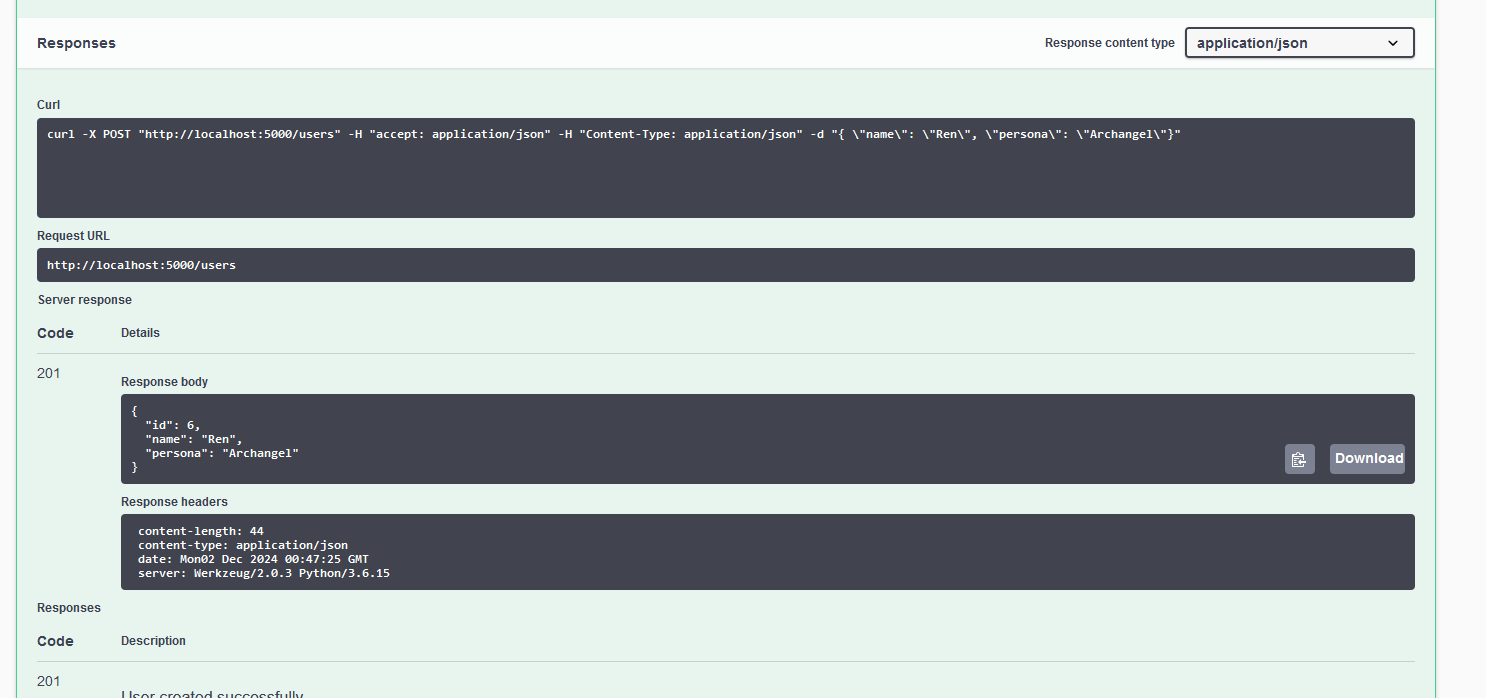 Responses
Response content type
application/json
Curl
curl -X POST "http://localhost:5000/users" -H "accept: application/json" -H "Content-Type: application/json" -d "{ \"name\": \"Ren\", \"persona\": \"Archangel\"}"
Request URL
http://localhost:5000/users
Server response
Code Details
201
Response body
{
  "id": 6,
  "name": "Ren",
  "persona": "Archangel"
}
Download
Response headers
content-length: 44
content-type: application/json
date: Mon02 Dec 2024 00:47:25 GMT
server: Werkzeug/2.0.3 Python/3.6.15
Responses
Code Description
201
User created successfully